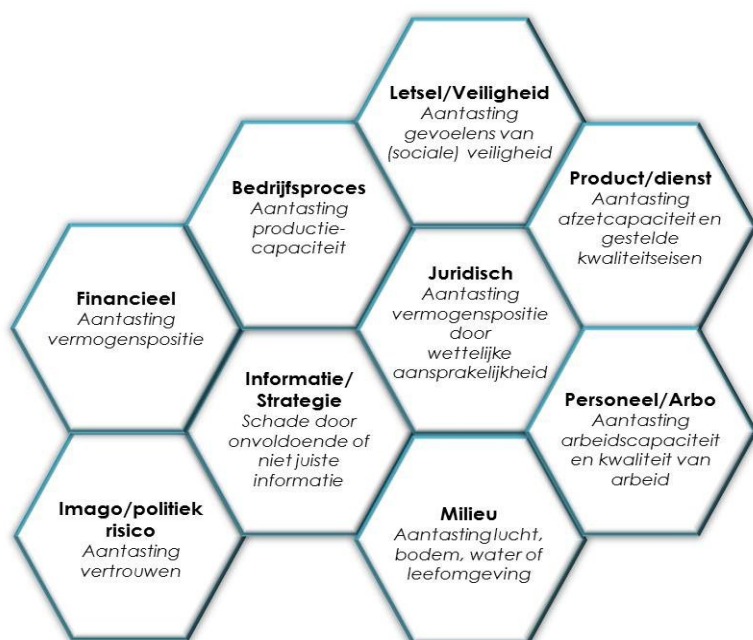 Letsel/Veiligheid
Aantasting
gevoelens van
(sociale) veiligheid
Bedrijfsproces
Aantasting
productie-
capaciteit
Product/dienst
Aantasting
afzetcapaciteit en
gestelde
kwaliteitseisen
Financieel
Aantasting
vermogenspositie
Juridisch
Aantasting
vermogenspositie
door
wettelijke
aansprakelijkheid
Informatie/
Strategie
Schade door
onvoldoende of
niet juiste
informatie
Personeel/Arbo
Aantasting
arbeidscapaciteit
en kwaliteit van
arbeid
Imago/politiek
risico
Aantasting
vertrouwen
Milieu
Aantasting lucht,
bodem, water of
leefomgeving